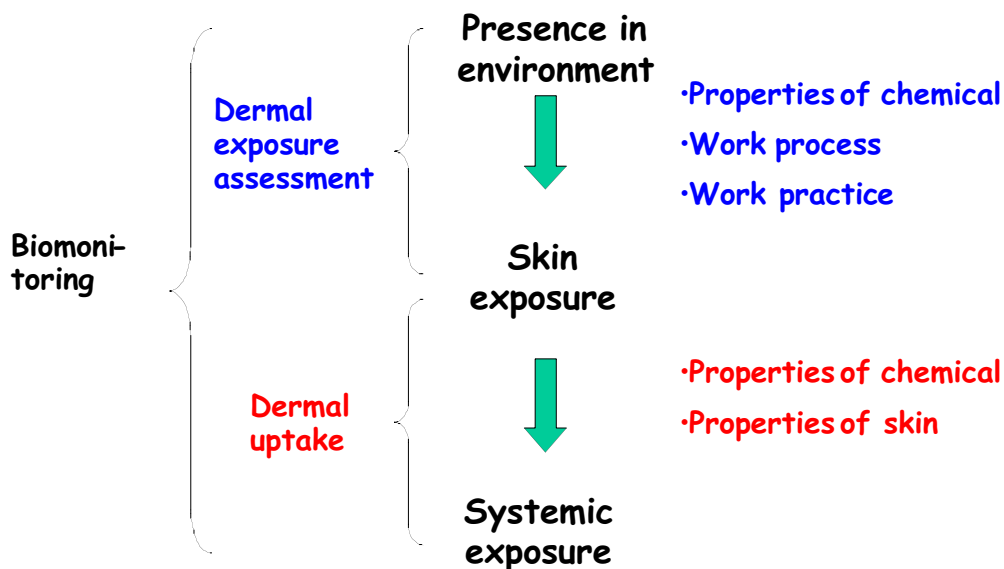 Presence in
environment
Dermal
exposure
assessment
•Properties of chemical
•Work process
•Work practice
Biomoni-
toring
Skin
exposure
Dermal
uptake
•Properties of chemical
•Properties of skin
Systemic
exposure